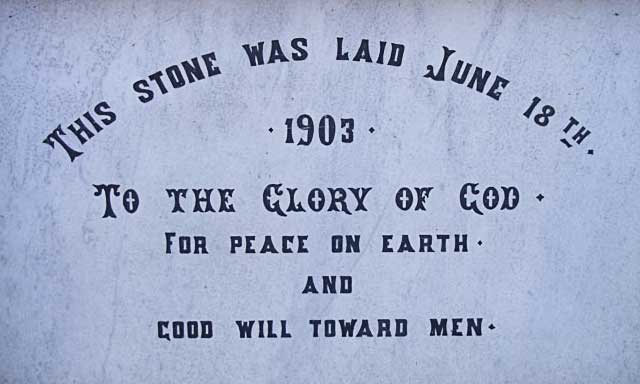 THIS STONE WAS LAID JUNE 18TH.
· 1903 ·
TO THE GLORY OF GOD ·
FOR PEACE ON EARTH ·
AND
GOOD WILL TOWARD MEN ·